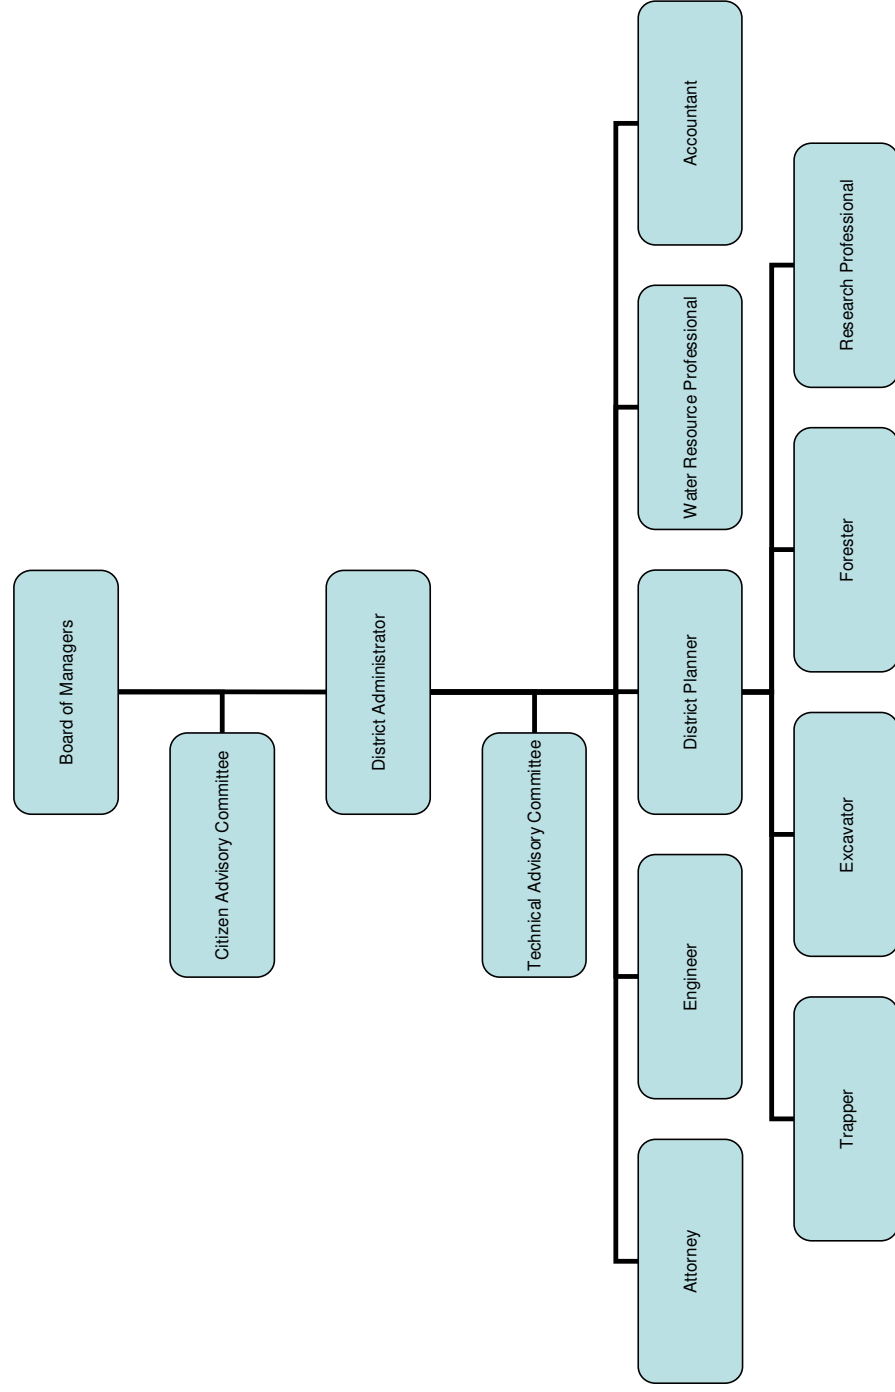 Board of Managers
Citizen Advisory Committee
District Administrator
Technical Advisory Committee
Attorney
Engineer
District Planner
Water Resource Professional
Accountant
Trapper
Excavator
Forester
Research Professional